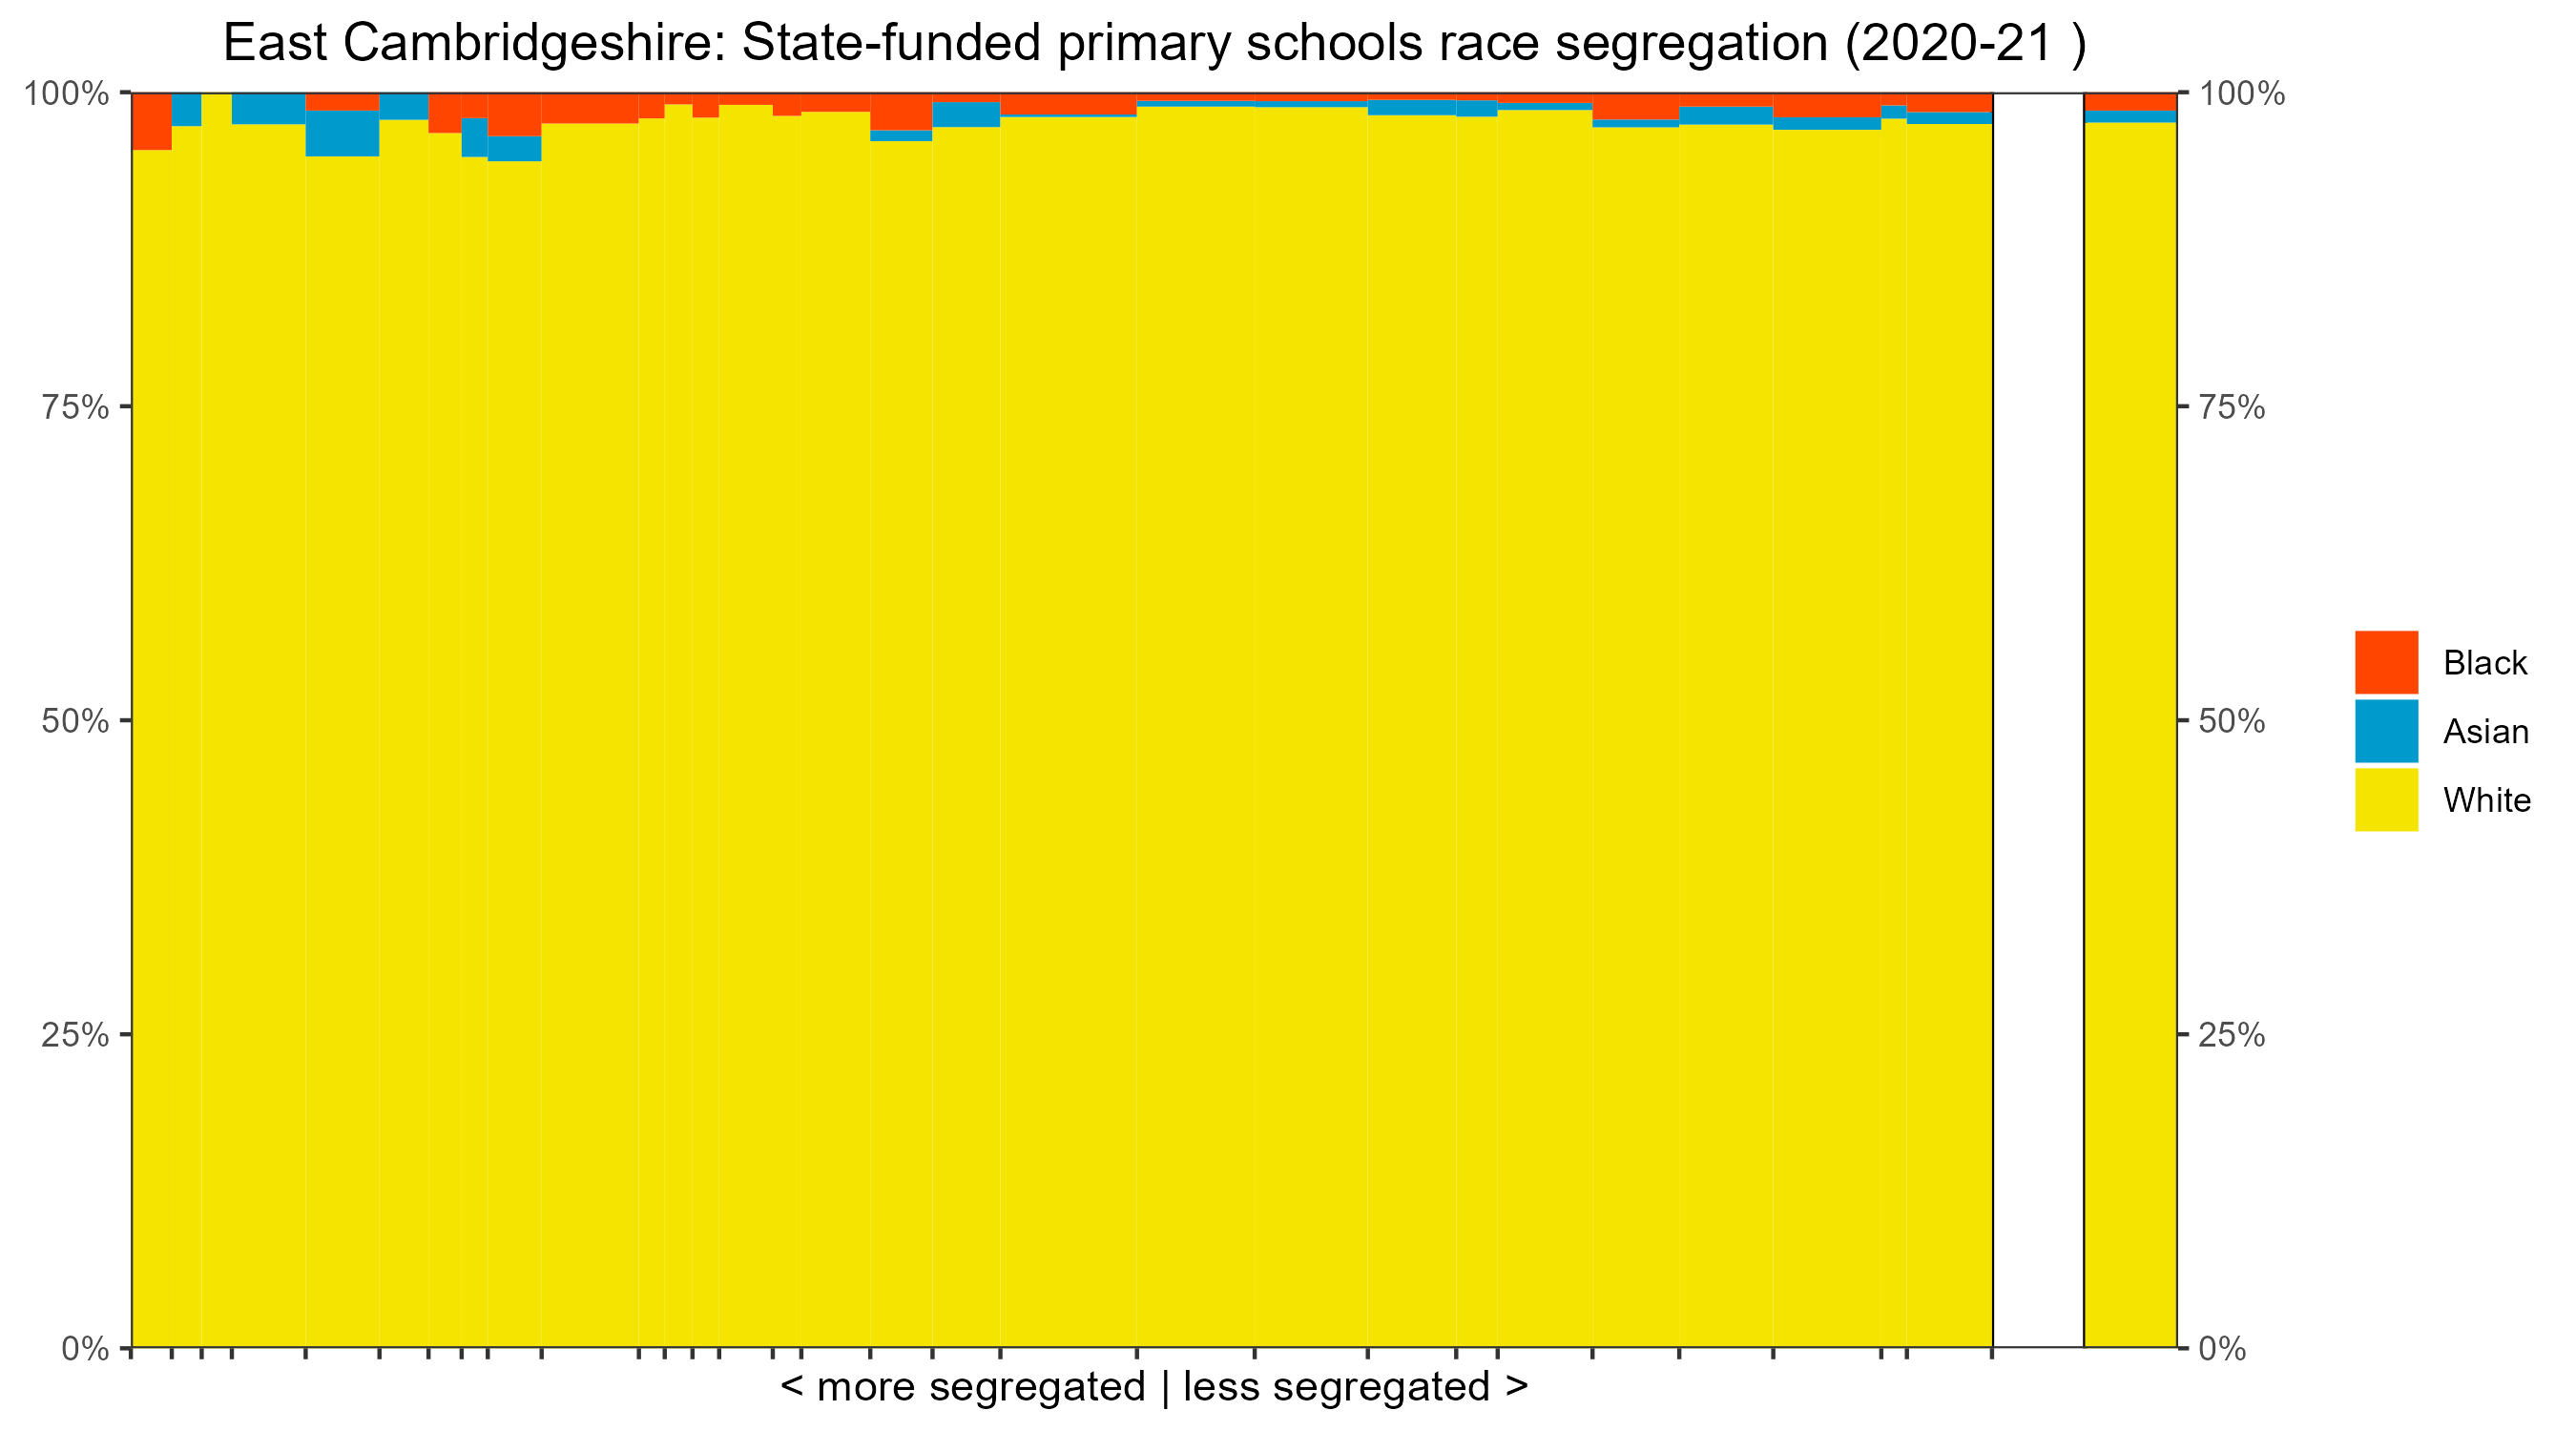 East Cambridgeshire: State-funded primary schools race segregation (2020-21 )
100%
100%
75%
75%
50%
50%
25%
25%
0%
0%
Black
Asian
White
< more segregated | less segregated >